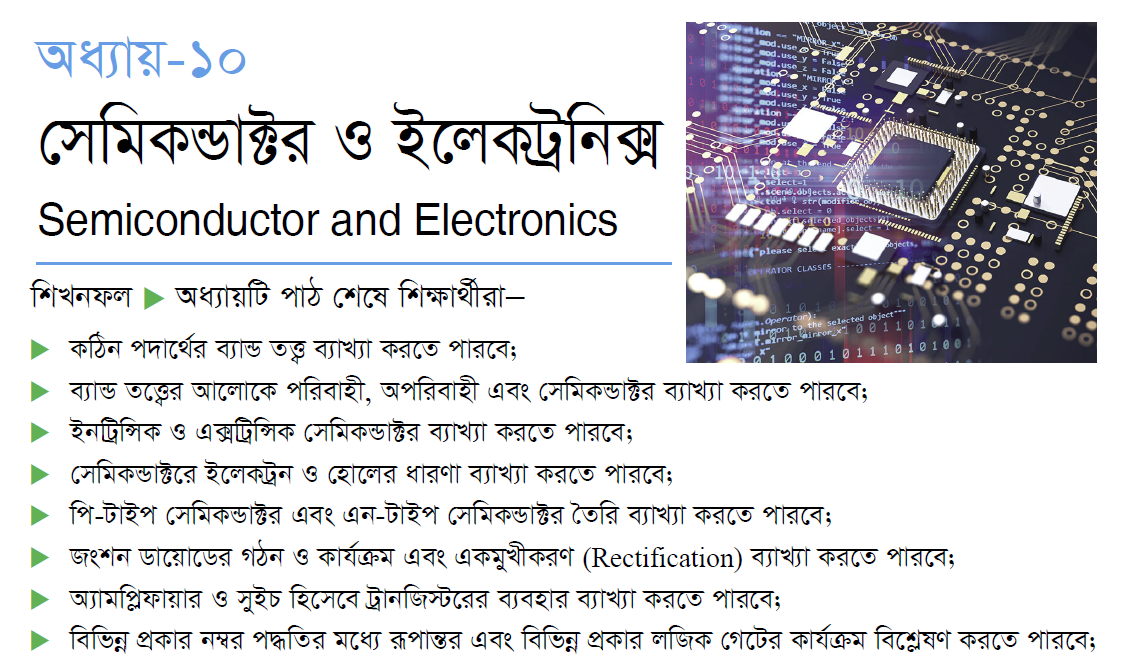 অধ্যায়-১০
সেমিকন্ডাক্টর ও ইলেকট্রনিক্স
Semiconductor and Electronics
শিখনফল ▶ অধ্যায়টি পাঠ শেষে শিক্ষার্থীরা–
▶ কঠিন পদার্থের ব্যান্ড তত্ত্ব ব্যাখ্যা করতে পারবে;
▶ ব্যান্ড তত্ত্বের আলোকে পরিবাহী, অপরিবাহী এবং সেমিকন্ডাক্টর ব্যাখ্যা করতে পারবে;
▶ ইনট্রিন্সিক ও এক্সট্রিন্সিক সেমিকন্ডাক্টর ব্যাখ্যা করতে পারবে;
▶ সেমিকন্ডাক্টরে ইলেকট্রন ও হোলের ধারণা ব্যাখ্যা করতে পারবে;
▶ পি-টাইপ সেমিকন্ডাক্টর এবং এন-টাইপ সেমিকন্ডাক্টর তৈরি ব্যাখ্যা করতে পারবে;
▶ জংশন ডায়োডের গঠন ও কার্যক্রম এবং একমুখীকরণ (Rectification) ব্যাখ্যা করতে পারবে;
▶ অ্যামপ্লিফায়ার ও সুইচ হিসেবে ট্রানজিস্টরের ব্যবহার ব্যাখ্যা করতে পারবে;
▶ বিভিন্ন প্রকার নম্বর পদ্ধতির মধ্যে রূপান্তর এবং বিভিন্ন প্রকার লজিক গেটের কার্যক্রম বিশ্লেষণ করতে পারবে;